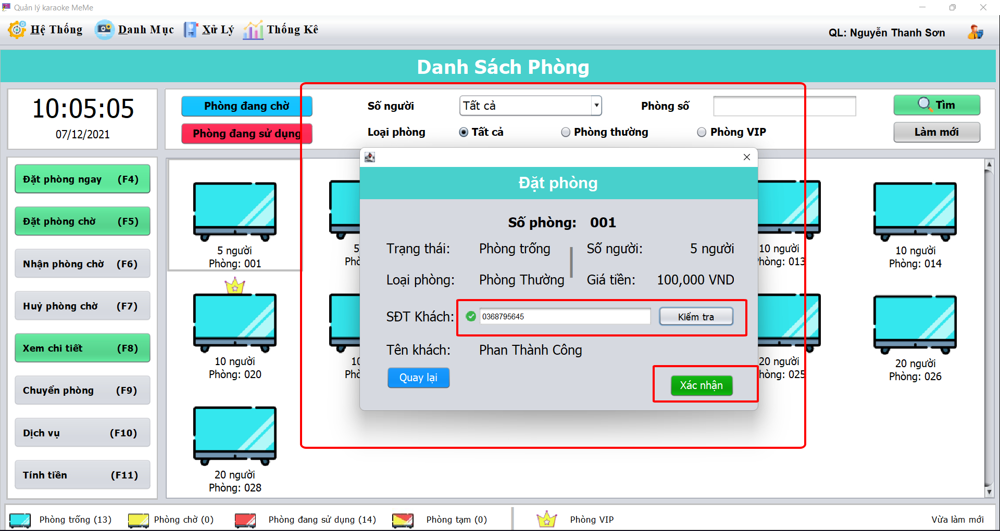 Quản lý karaoke MeMe
Hệ Thống
Danh Mục
Xử Lý
Thống Kê
QL: Nguyễn Thanh Sơn
Danh Sách Phòng
10:05:05
07/12/2021
Phòng đang chờ
Số người
Tất cả
Phòng số
Tìm
Phòng đang sử dụng
Loại phòng
Tất cả
Phòng thường
Phòng VIP
Làm mới
Đặt phòng ngay (F4)
Đặt phòng chờ (F5)
Nhận phòng chờ (F6)
Huỷ phòng chờ (F7)
Xem chi tiết (F8)
Chuyển phòng (F9)
Dịch vụ (F10)
Tính tiền (F11)
5 người
Phòng: 001
10 người
Phòng: 020
20 người
Phòng: 028
Đặt phòng
Số phòng: 001
Trạng thái: Phòng trống
Số người: 5 người
Loại phòng: Phòng Thường
Giá tiền: 100,000 VND
SĐT Khách: 0368795645
Kiểm tra
Tên khách: Phan Thành Công
Quay lại
Xác nhận
10 người
hòng: 013
10 người
Phòng: 014
20 người
hòng: 025
20 người
Phòng: 026
Phòng trống (13)
Phòng chờ (0)
Phòng đang sử dụng (14)
Phòng tạm (0)
Phòng VIP
Vừa làm mới